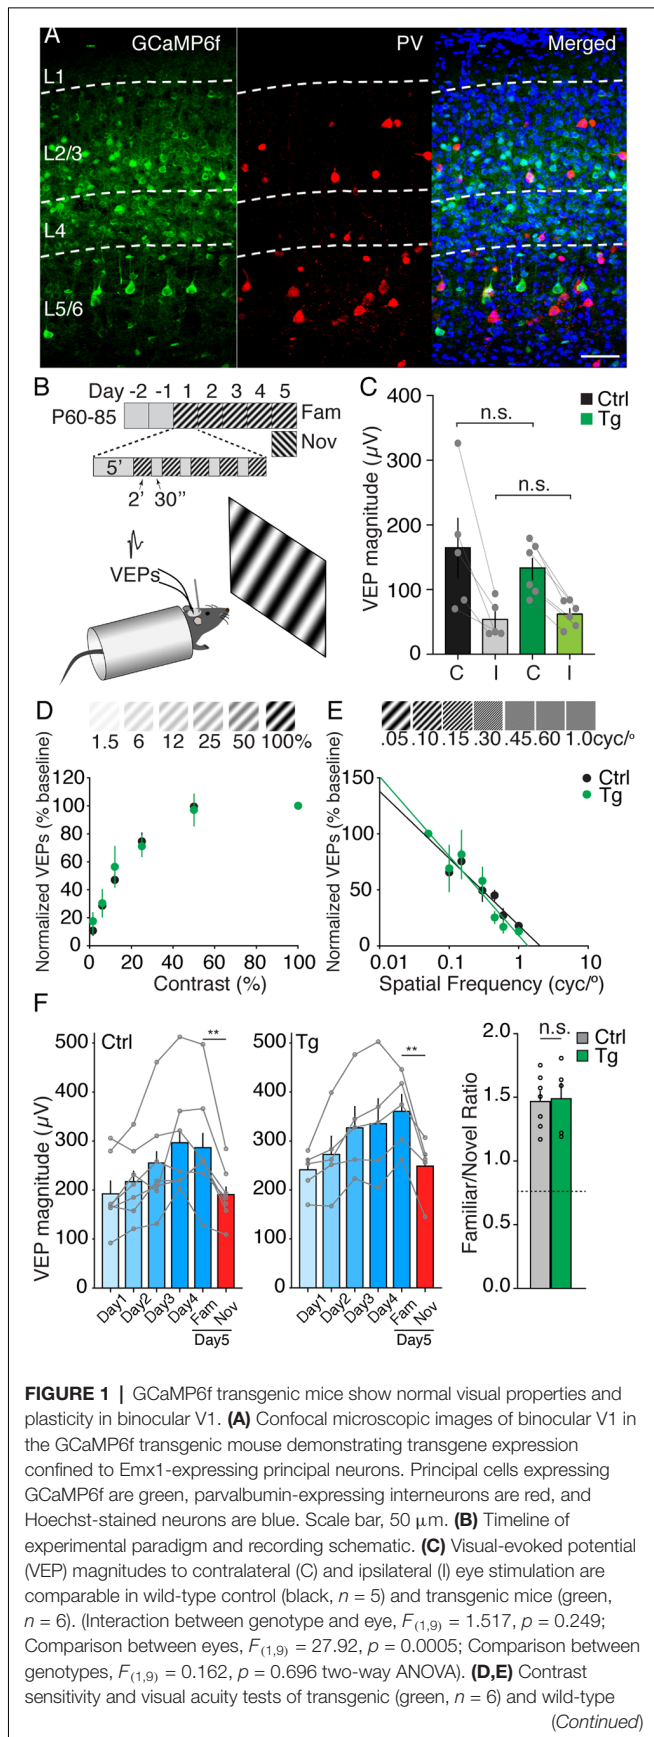 A
GCaMP6f
PV
Merged
L1
L2/3
L4
L5/6
B
Day -2 -1 1 2 3 4 5
P60-85
Fam
Nov
5'
2' 30"
VEPs
C
VEP magnitude (µV)
400
300
200
100
0
n.s.
n.s.
Ctrl
Tg
C I C I
D
1.5 6 12 25 50 100%
Normalized VEPs (% baseline)
120
100
80
60
40
20
0
0 20 40 60 80 100
Contrast (%)
E
.05 .10 .15 .30 .45 .60 1.0cyc/º
Normalized VEPs (% baseline)
150
100
50
0
Ctrl
Tg
0.01 0.1 1 10
Spatial Frequency (cyc/º)
F
VEP magnitude (µV)
500
400
300
200
100
0
Ctrl
**
Day1 Day2 Day3 Day4 Fam Nov
Day5
500
400
300
200
100
0
Tg
**
Day1 Day2 Day3 Day4 Fam Nov
Day5
Familiar/Novel Ratio
2.0
1.5
1.0
0.5
0.0
n.s.
Ctrl
Tg
FIGURE 1 | GCaMP6f transgenic mice show normal visual properties and
plasticity in binocular V1. (A) Confocal microscopic images of binocular V1 in
the GCaMP6f transgenic mouse demonstrating transgene expression
confined to Emx1-expressing principal neurons. Principal cells expressing
GCaMP6f are green, parvalbumin-expressing interneurons are red, and
Hoechst-stained neurons are blue. Scale bar, 50 µm. (B) Timeline of
experimental paradigm and recording schematic. (C) Visual-evoked potential
(VEP) magnitudes to contralateral (C) and ipsilateral (I) eye stimulation are
comparable in wild-type control (black, n = 5) and transgenic mice (green,
n = 6). (Interaction between genotype and eye, F(1,9) = 1.517, p = 0.249;
Comparison between eyes, F(1,9) = 27.92, p = 0.0005; Comparison between
genotypes, F(1,9) = 0.162, p = 0.696 two-way ANOVA). (D,E) Contrast
sensitivity and visual acuity tests of transgenic (green, n = 6) and wild-type
(Continued)